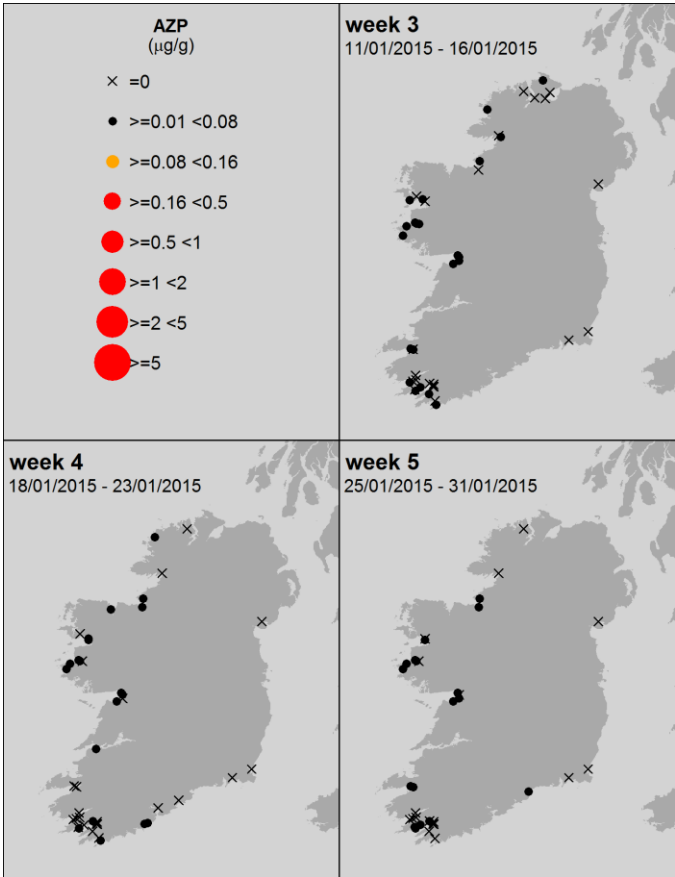 AZP
(µg/g)
=0
>=0.01 <0.08
>=0.08 <0.16
>=0.16 <0.5
>=0.5 <1
>=1 <2
>=2 <5
>=5
week 3
11/01/2015 - 16/01/2015
week 4
18/01/2015 - 23/01/2015
week 5
25/01/2015 - 31/01/2015